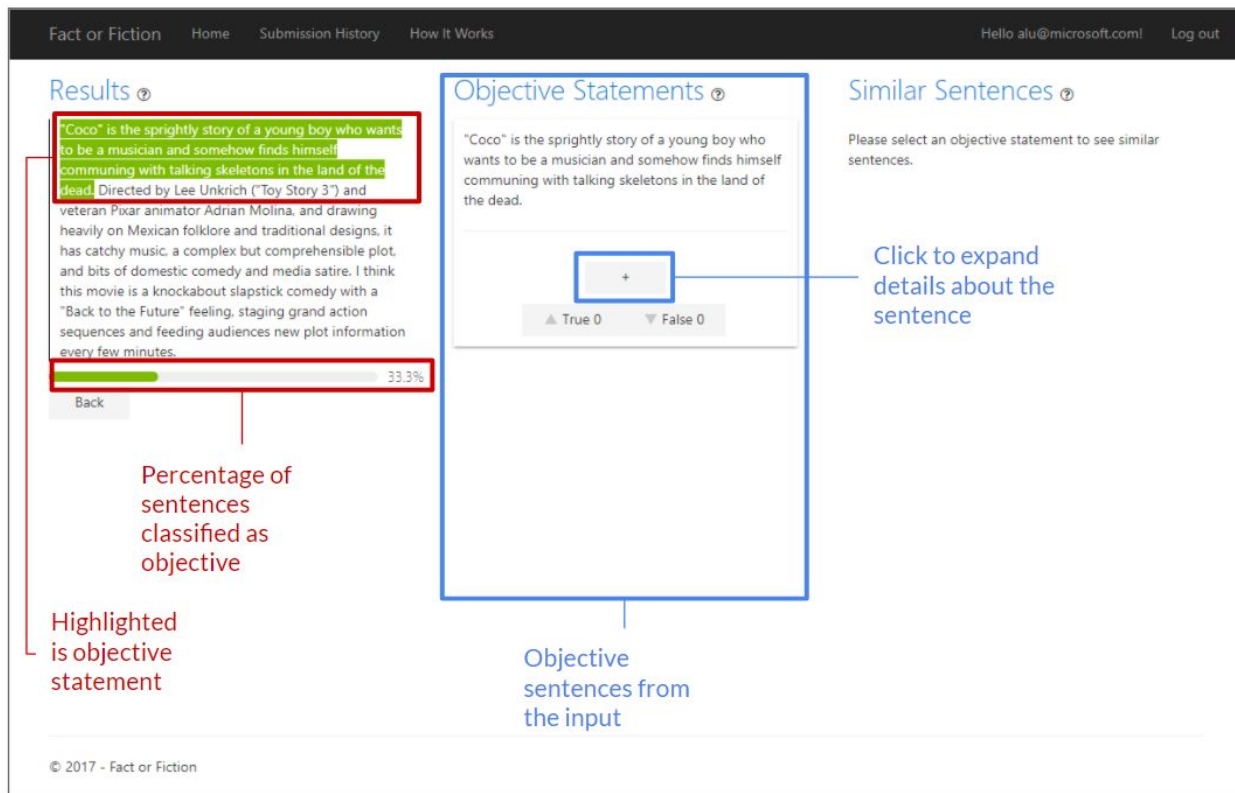 Fact or Fiction Home Submission History How It Works Hello alu@microsoft.com! Log out
Results ?
"Coco" is the sprightly story of a young boy who wants
to be a musician and somehow finds himself
communing with talking skeletons in the land of the
dead. Directed by Lee Unkrich ("Toy Story 3") and
veteran Pixar animator Adrian Molina, and drawing
heavily on Mexican folklore and traditional designs, it
has catchy music, a complex but comprehensible plot,
and bits of domestic comedy and media satire. I think
this movie is a knockabout slapstick comedy with a
"Back to the Future" feeling, staging grand action
sequences and feeding audiences new plot information
every few minutes.
33.3%
Back
Percentage of
sentences
classified as
objective
Highlighted
is objective
statement
Objective Statements ?
"Coco" is the sprightly story of a young boy who
wants to be a musician and somehow finds himself
communing with talking skeletons in the land of
the dead.
+
▲ True 0 ▼ False 0
Objective
sentences from
the input
Similar Sentences ?
Please select an objective statement to see similar
sentences.
Click to expand
details about the
sentence
© 2017 - Fact or Fiction